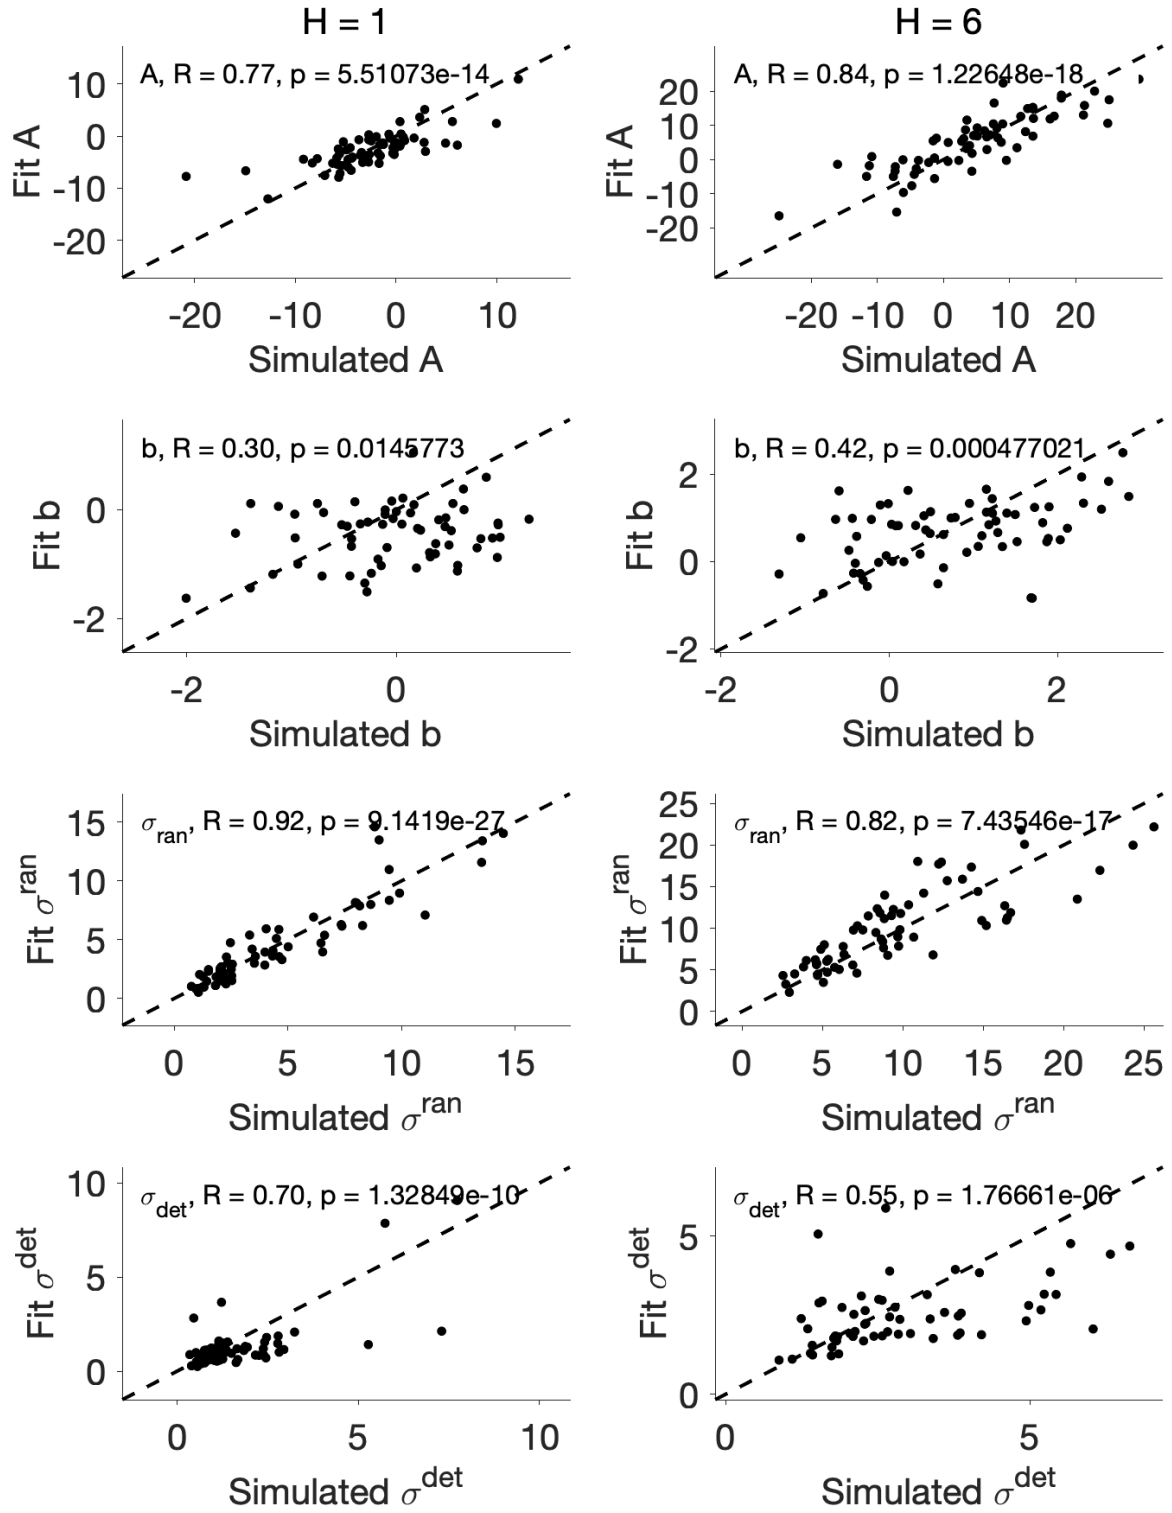 H = 1
H = 6
A, R = 0.77, p = 5.51073e-14
10
0
-10
-20
Fit A
-20 -10 0 10
Simulated A
A, R = 0.84, p = 1.22648e-18
20
10
0
-10
-20
Fit A
-20 -10 0 10 20
Simulated A
b, R = 0.30, p = 0.0145773
0
-2
Fit b
-2 0
Simulated b
b, R = 0.42, p = 0.000477021
2
0
-2
Fit b
-2 0 2
Simulated b
σran, R = 0.92, p = 9.1419e-27
15
10
5
0
Fit σran
0 5 10 15
Simulated σran
σran, R = 0.82, p = 7.43546e-17
25
20
15
10
5
0
Fit σran
0 5 10 15 20 25
Simulated σran
σdet, R = 0.70, p = 1.32849e-10
10
5
0
Fit σdet
0 5 10
Simulated σdet
σdet, R = 0.55, p = 1.76661e-06
5
0
Fit σdet
0 5
Simulated σdet